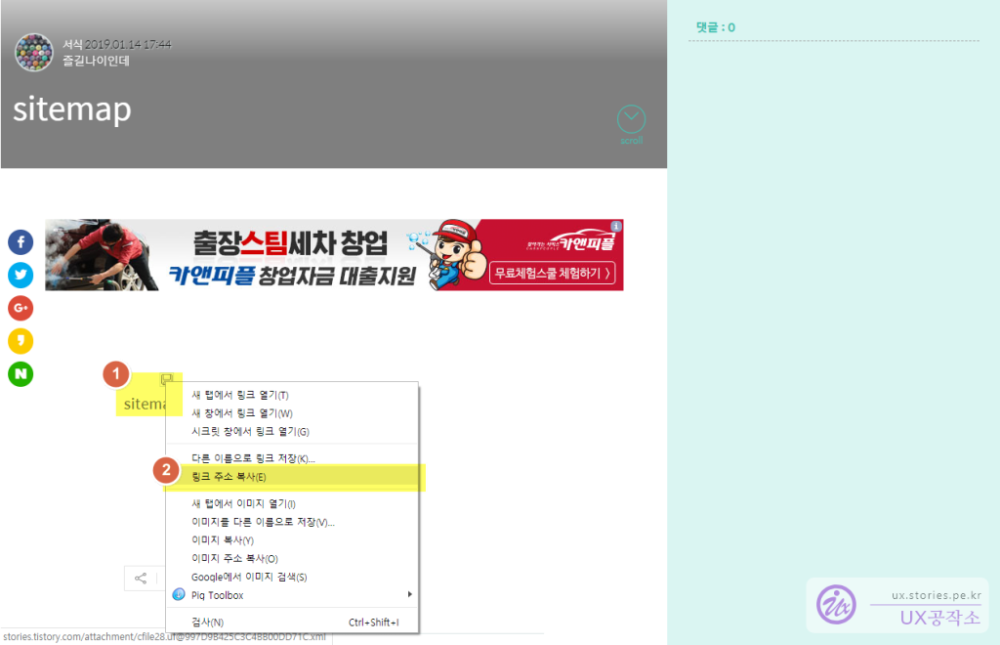 서식 2019.01.14 17:44
즐길나이인데
sitemap
scroll
댓글 : 0
출장스팀세차 창업
카앤피플 창업자금 대출지원
카앤피플
무료체험스쿨 체험하기 〉
1
sitema
새 탭에서 링크 열기(T)
새 창에서 링크 열기(W)
시크릿 창에서 링크 열기(G)
다른 이름으로 링크 저장(K)...
2
링크 주소 복사(E)
새 탭에서 이미지 열기(I)
이미지를 다른 이름으로 저장(V)...
이미지 복사(Y)
이미지 주소 복사(O)
Google에서 이미지 검색(S)
Piq Toolbox
검사(N) Ctrl+Shift+I
stories.tistory.com/attachment/cfile28.uf@997D9B425C3C4BB00DD71C.xml
ux.stories.pe.kr
UX공작소